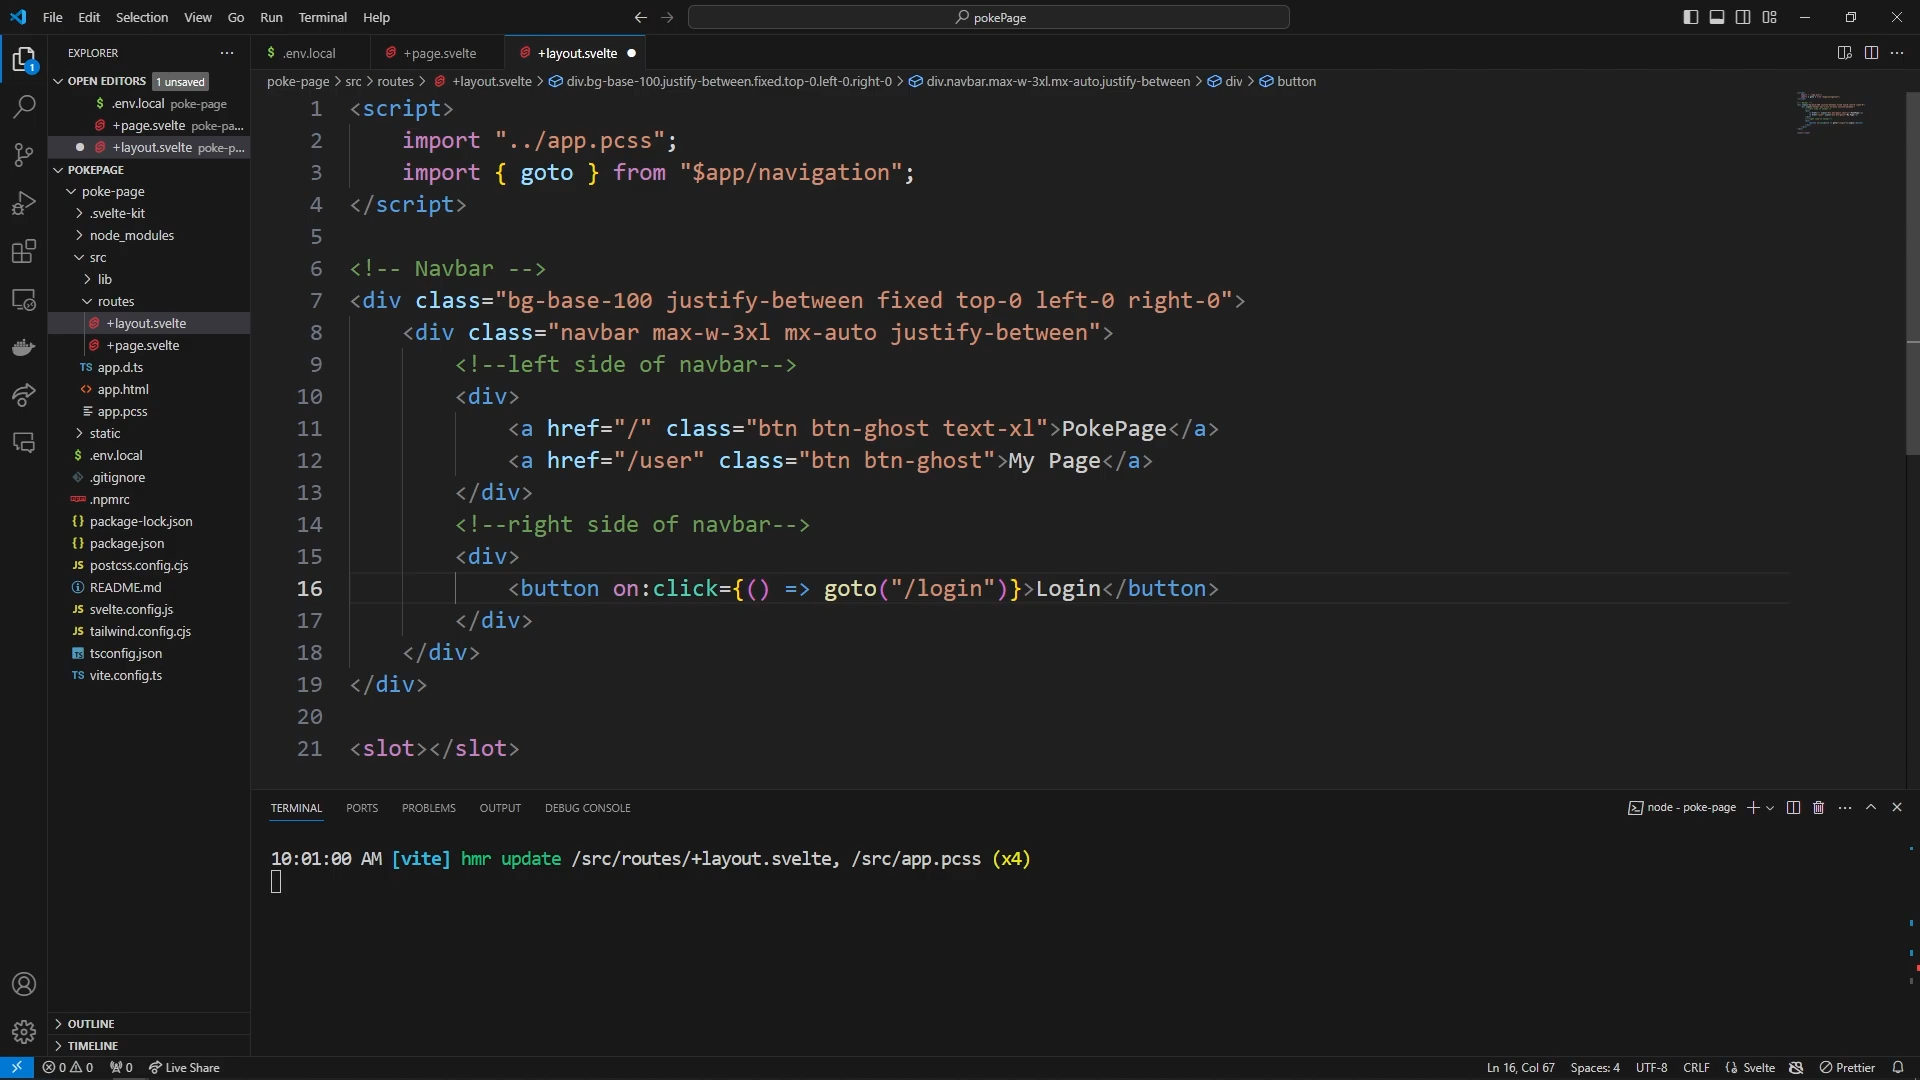 File Edit Selection View Go Run Terminal Help
pokePage
EXPLORER
OPEN EDITORS 1 unsaved
$ .env.local poke-page
+page.svelte poke-pa...
+layout.svelte poke-p...
POKEPAGE
poke-page
.svelte-kit
node_modules
src
lib
routes
+layout.svelte
+page.svelte
TS app.d.ts
<> app.html
app.pcss
static
$ .env.local
.gitignore
.npmrc
{} package-lock.json
{} package.json
JS postcss.config.cjs
README.md
JS svelte.config.js
JS tailwind.config.cjs
TS tsconfig.json
TS vite.config.ts
OUTLINE
TIMELINE
$ .env.local
+page.svelte
+layout.svelte
poke-page > src > routes > +layout.svelte > div.bg-base-100.justify-between.fixed.top-0.left-0.right-0 > div.navbar.max-w-3xl.mx-auto.justify-between > div > button
1 <script>
2 import "../app.pcss";
3 import { goto } from "$app/navigation";
4 </script>
5
6 <!-- Navbar -->
7 <div class="bg-base-100 justify-between fixed top-0 left-0 right-0">
8 <div class="navbar max-w-3xl mx-auto justify-between">
9 <!--left side of navbar-->
10 <div>
11 <a href="/" class="btn btn-ghost text-xl">PokePage</a>
12 <a href="/user" class="btn btn-ghost">My Page</a>
13 </div>
14 <!--right side of navbar-->
15 <div>
16 <button on:click={() => goto("/login")}>Login</button>
17 </div>
18 </div>
19 </div>
20
21 <slot></slot>
TERMINAL PORTS PROBLEMS OUTPUT DEBUG CONSOLE
node - poke-page
10:01:00 AM [vite] hmr update /src/routes/+layout.svelte, /src/app.pcss (x4)
0 0 0 Live Share
Ln 16, Col 67 Spaces: 4 UTF-8 CRLF {} Svelte Prettier
1